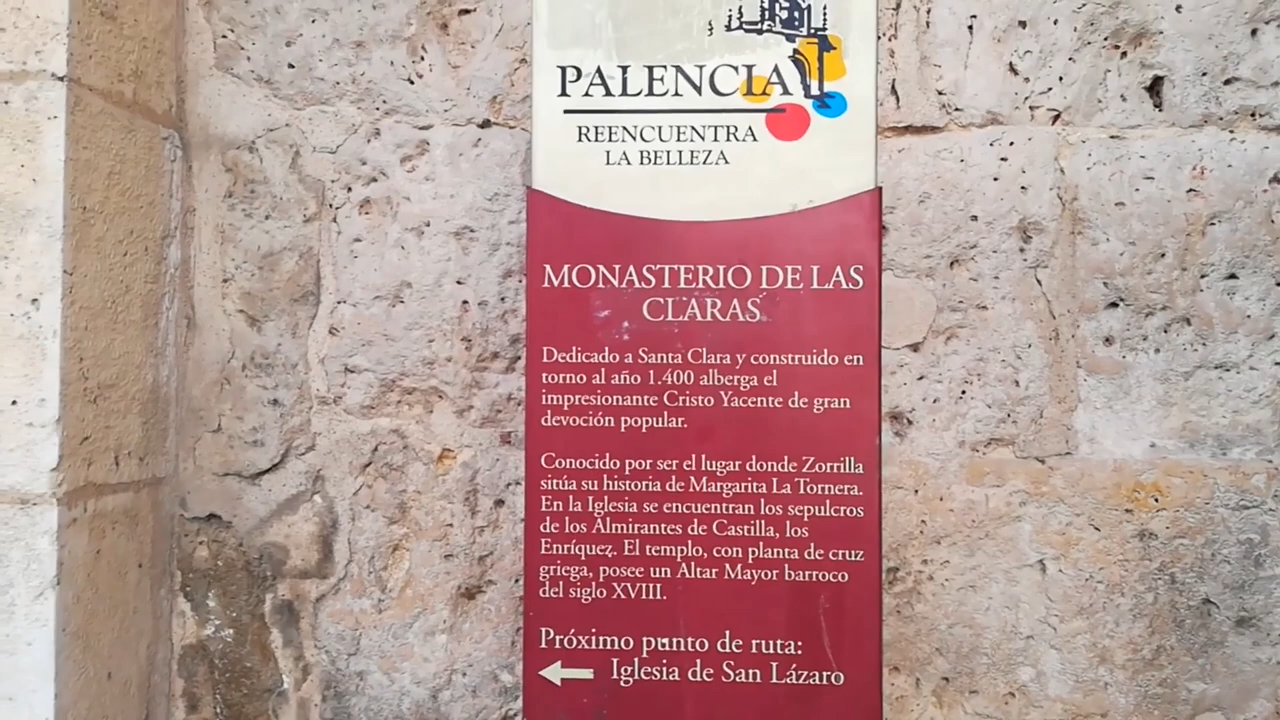 PALENCIA
REENCUENTRA
LA BELLEZA
MONASTERIO DE LAS
CLARAS
Dedicado a Santa Clara y construido en
torno al año 1.400 alberga el
impresionante Cristo Yacente de gran
devoción popular.
Conocido por ser el lugar donde Zorrilla
sitúa su historia de Margarita La Tornera.
En la Iglesia se encuentran los sepulcros
de los Almirantes de Castilla, los
Enríquez. El templo, con planta de cruz
griega, posee un Altar Mayor barroco
del siglo XVIII.
Próximo punto de ruta:
Iglesia de San Lázaro